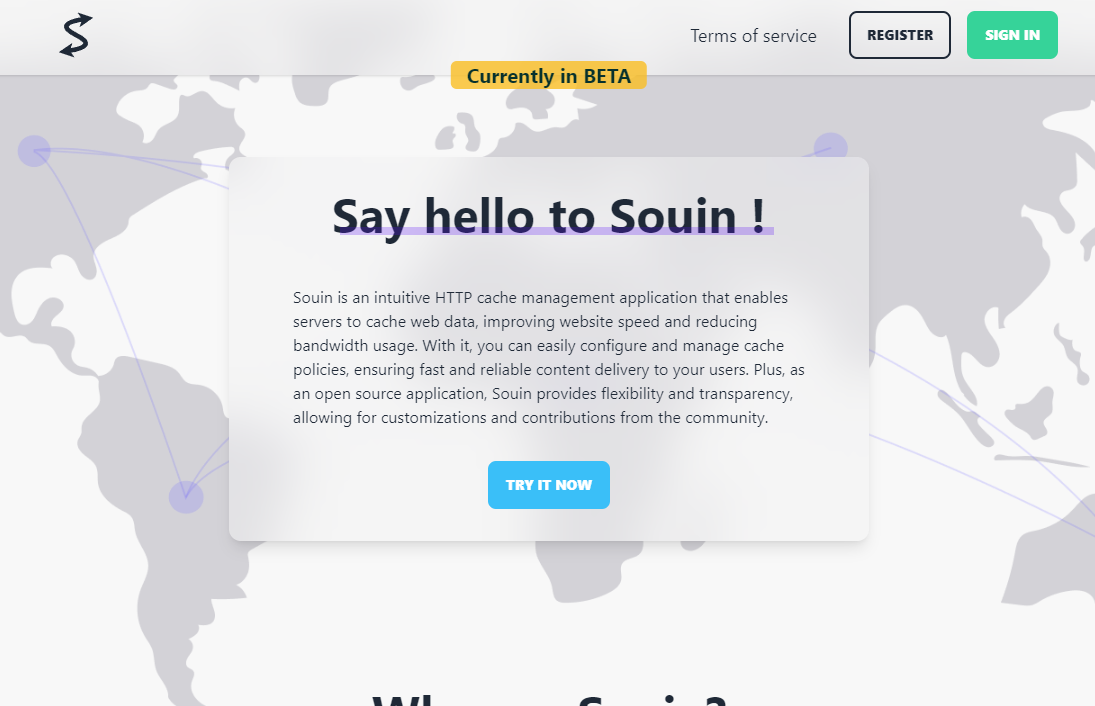 Terms of service
REGISTER
SIGN IN
Currently in BETA
Say hello to Souin !
Souin is an intuitive HTTP cache management application that enables
servers to cache web data, improving website speed and reducing
bandwidth usage. With it, you can easily configure and manage cache
policies, ensuring fast and reliable content delivery to your users. Plus, as
an open source application, Souin provides flexibility and transparency,
allowing for customizations and contributions from the community.
TRY IT NOW